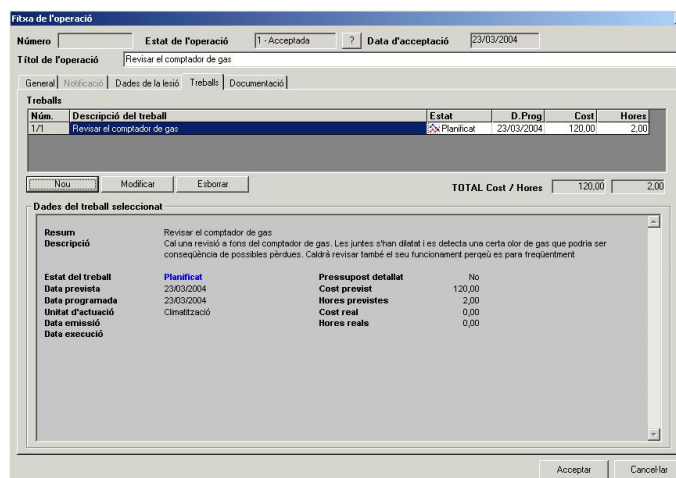 Fitxa de l'operació
Número Estat de l'operació 1 - Acceptada ? Data d'acceptació 23/03/2004
Títol de l'operació Revisar el comptador de gas
General Notificació Dades de la lesió Treballs Documentació
Treballs
Núm. Descripció del treball Estat D.Prog Cost Hores
1/1 Revisar el comptador de gas Planificat 23/03/2004 120,00 2,00
Nou Modificar Esborrar TOTAL Cost / Hores 120,00 2,00
Dades del treball seleccionat
Resum Revisar el comptador de gas
Descripció Cal una revisió a fons del comptador de gas. Les juntes s'han dilatat i es detecta una certa olor de gas que podria ser
conseqüència de possibles pèrdues. Caldrà revisar també el seu funcionament perqeù es para freqüentment
Estat del treball Planificat Pressupost detallat No
Data prevista 23/03/2004 Cost previst 120,00
Data programada 23/03/2004 Hores previstes 2,00
Unitat d'actuació Climatització Cost real 0,00
Data emissió Hores reals 0,00
Data execució
Acceptar Cancel·lar